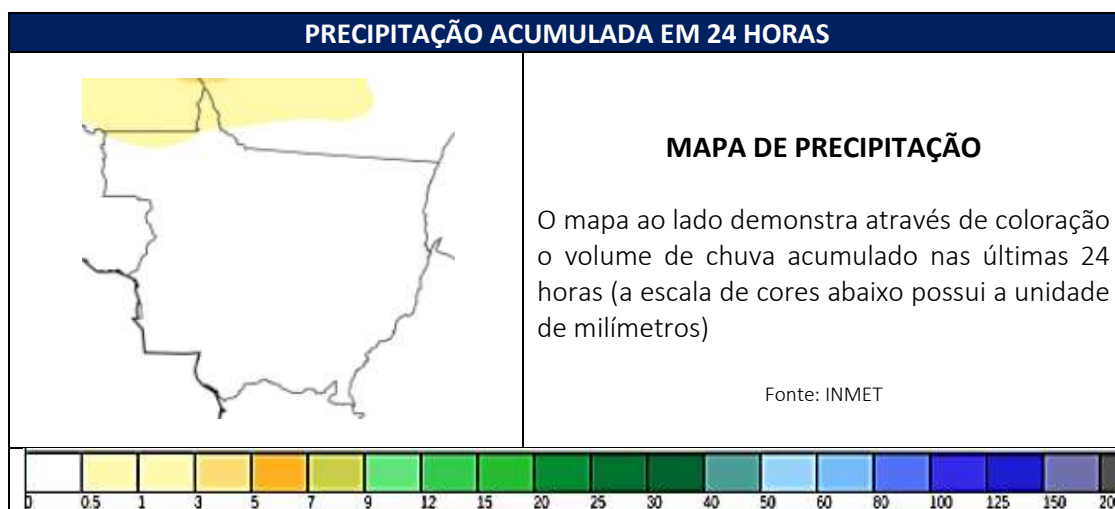 PRECIPITAÇÃO ACUMULADA EM 24 HORAS
MAPA DE PRECIPITAÇÃO
O mapa ao lado demonstra através de coloração
o volume de chuva acumulado nas últimas 24
horas (a escala de cores abaixo possui a unidade
de milímetros)
Fonte: INMET
0 0.5 1 3 5 7 9 12 15 20 25 30 40 50 60 80 100 125 150